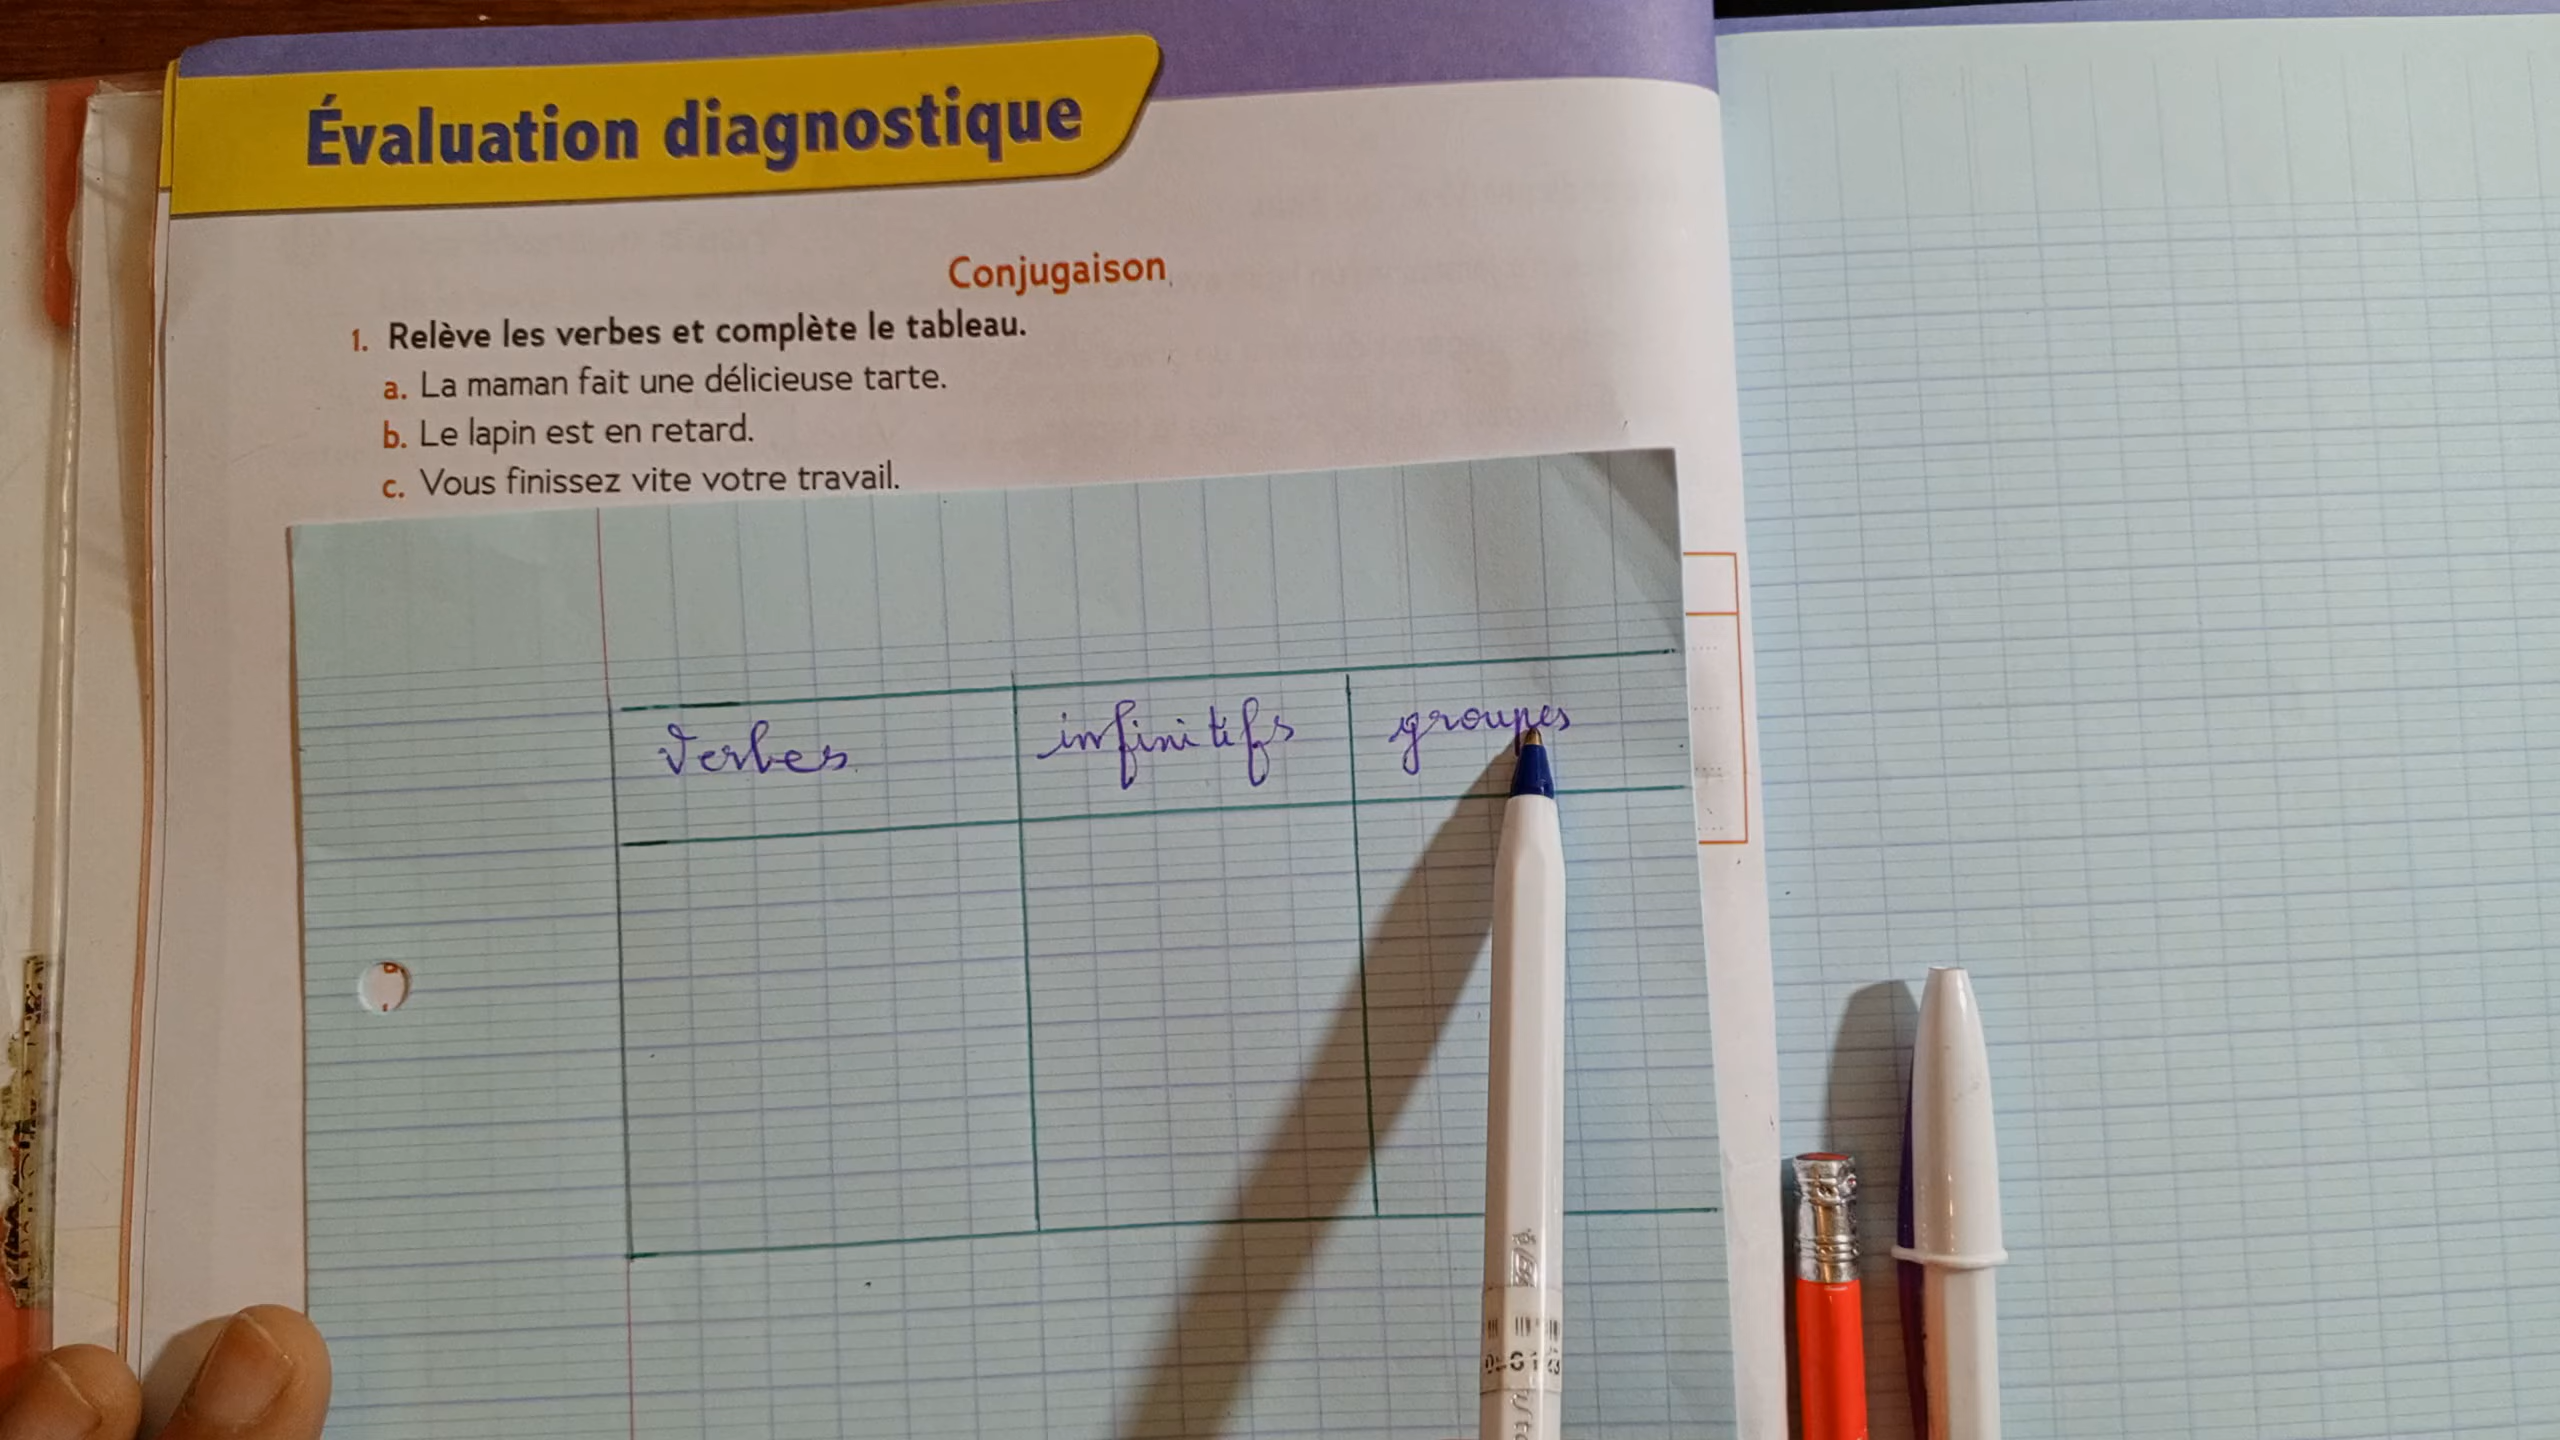 Évaluation diagnostique
Conjugaison
1. Relève les verbes et complète le tableau.
a. La maman fait une délicieuse tarte.
b. Le lapin est en retard.
c. Vous finissez vite votre travail.
Verbes infinitifs groupes